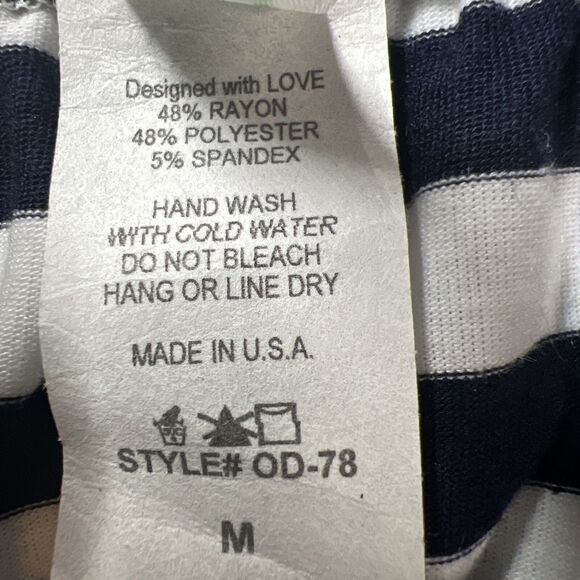 Designed with LOVE
48% RAYON
48% POLYESTER
5% SPANDEX
HAND WASH
WITH COLD WATER
DO NOT BLEACH
HANG OR LINE DRY
MADE IN U.S.A.
STYLE# OD-78
M